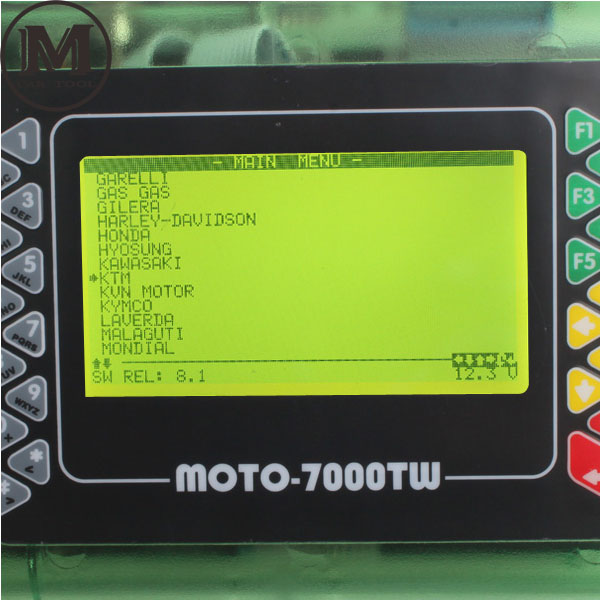 M
CAR TOOL
- MAIN MENU -
GARELLI
GAS GAS
GILERA
HARLEY-DAVIDSON
HONDA
HYOSUNG
KAWASAKI
KTM
KVN MOTOR
KYMCO
LAVERDA
MALAGUTI
MONDIAL
SW REL: 8.1
12.3 V
1
3
DEF
5
JKL
7
PQRS
9
WXYZ
*
F1
F3
F5
MOTO-7000TW